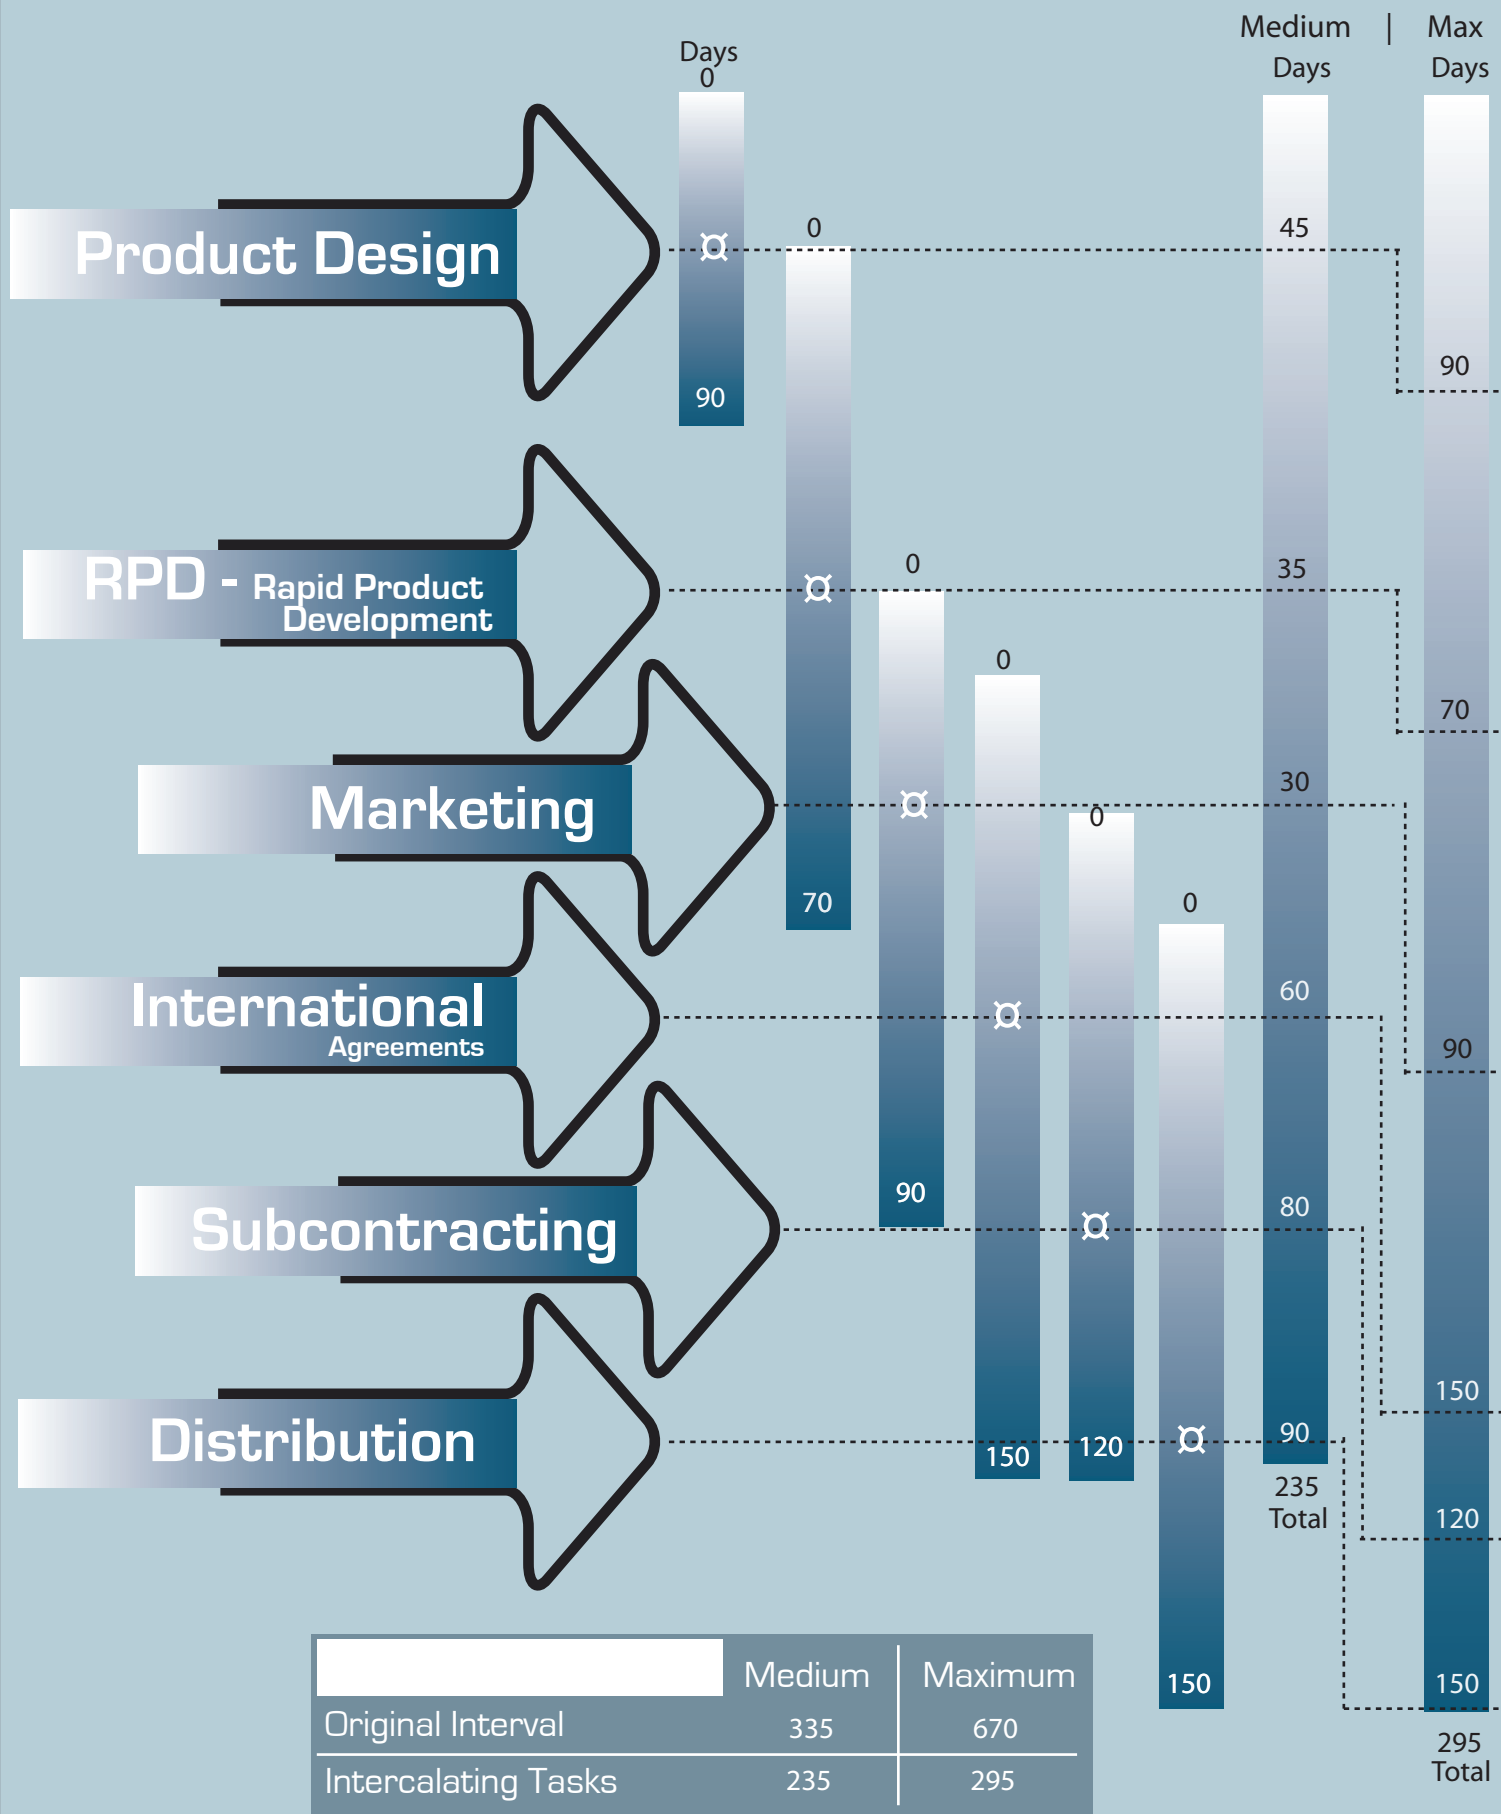 Medium | Max
Days
Days
Days
0
Product Design
0
45
90
90
RPD - Rapid Product
Development
0
35
0
70
Marketing
30
0
70
0
International
Agreements
60
90
Subcontracting
90
80
150
Distribution
150
120
90
235
Total
120
150
150
295
Total
Medium
Maximum
Original Interval
335
670
Intercalating Tasks
235
295